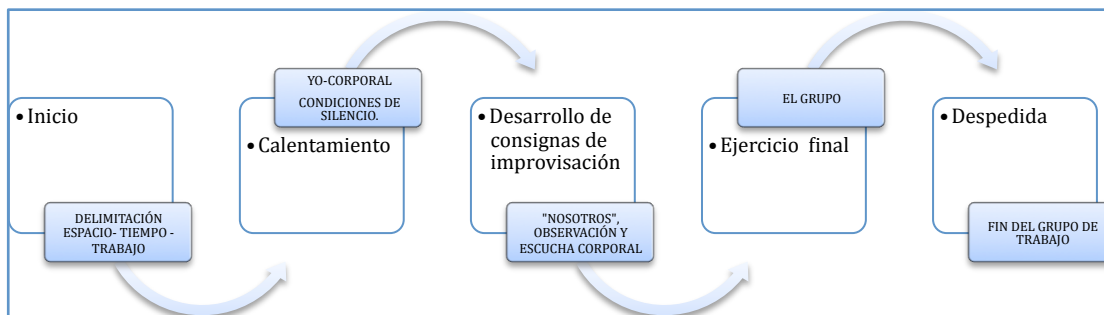 • Inicio
DELIMITACIÓN
ESPACIO- TIEMPO -
TRABAJO
YO-CORPORAL
CONDICIONES DE
SILENCIO.
• Calentamiento
• Desarrollo de
consignas de
improvisación
"NOSOTROS",
OBSERVACIÓN Y
ESCUCHA CORPORAL
EL GRUPO
• Ejercicio final
• Despedida
FIN DEL GRUPO DE
TRABAJO